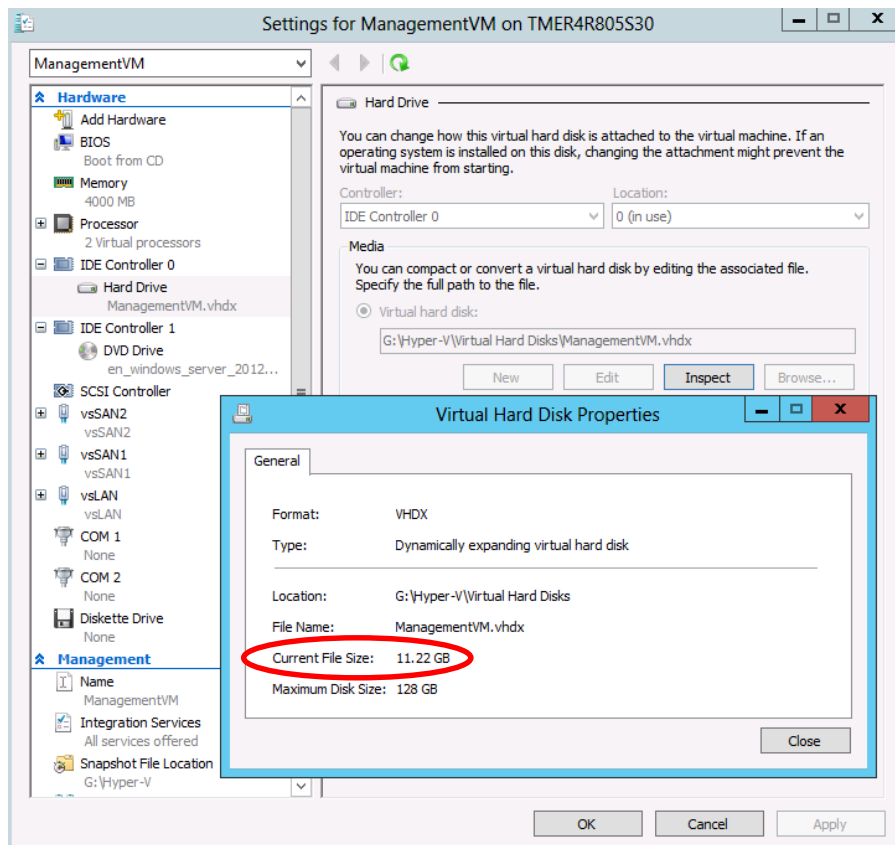 Settings for ManagementVM on TMER4R805S30
ManagementVM
Hardware
Add Hardware
BIOS
Boot from CD
Memory
4000 MB
Processor
2 Virtual processors
IDE Controller 0
Hard Drive
ManagementVM.vhdx
IDE Controller 1
DVD Drive
en_windows_server_2012...
SCSI Controller
vsSAN2
vsSAN2
vsSAN1
vsSAN1
vsLAN
vsLAN
COM 1
None
COM 2
None
Diskette Drive
None
Management
Name
ManagementVM
Integration Services
All services offered
Snapshot File Location
G:\Hyper-V
Hard Drive
You can change how this virtual hard disk is attached to the virtual machine. If an
operating system is installed on this disk, changing the attachment might prevent the
virtual machine from starting.
Controller: Location:
IDE Controller 0 0 (in use)
Media
You can compact or convert a virtual hard disk by editing the associated file.
Specify the full path to the file.
Virtual hard disk:
G:\Hyper-V\Virtual Hard Disks\ManagementVM.vhdx
New Edit Inspect Browse...
Virtual Hard Disk Properties
General
Format: VHDX
Type: Dynamically expanding virtual hard disk
Location: G:\Hyper-V\Virtual Hard Disks
File Name: ManagementVM.vhdx
Current File Size: 11.22 GB
Maximum Disk Size: 128 GB
Close
OK Cancel Apply